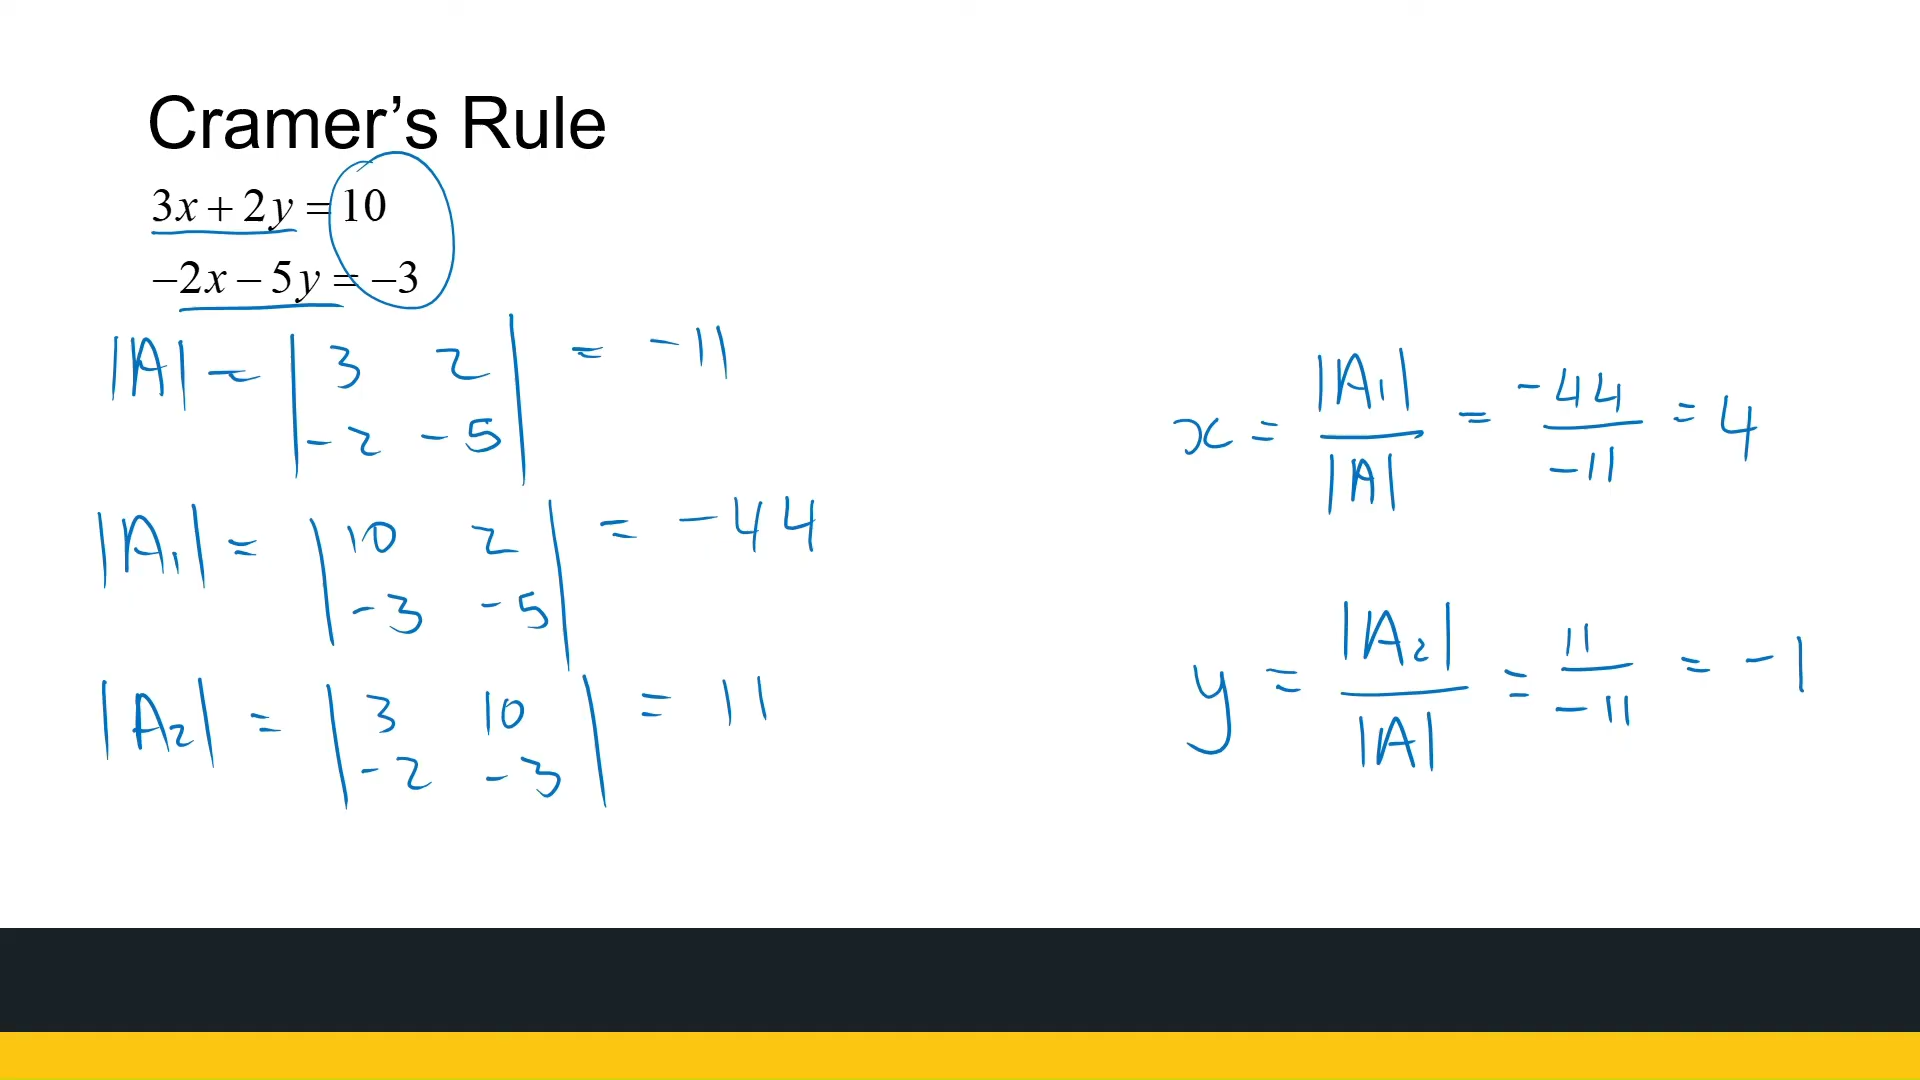 Cramer’s Rule
3x + 2y = 10
−2x − 5y = −3
|A| = | 3 2 | = -11
| -2 -5 |
|A₁| = | 10 2 | = -44
| -3 -5 |
|A₂| = | 3 10 | = 11
| -2 -3 |
x = |A₁| / |A| = -44 / -11 = 4
y = |A₂| / |A| = 11 / -11 = -1